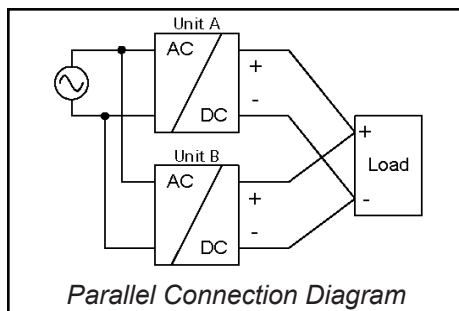 Unit A
AC
+
-
DC
Unit B
AC
+
-
DC
+
Load
-
Parallel Connection Diagram